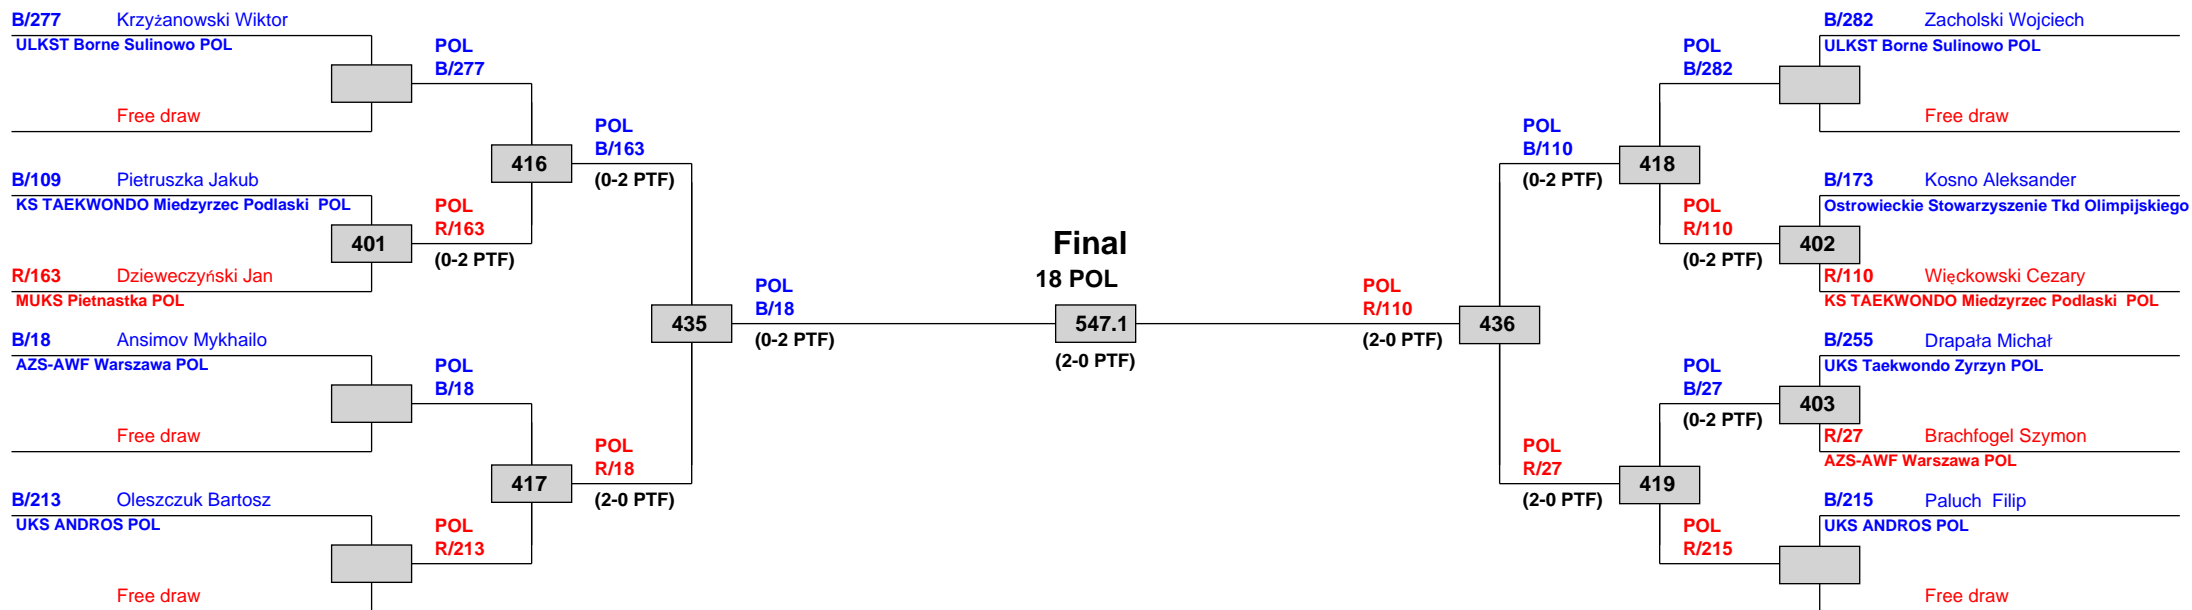 B/277 Krzyżanowski Wiktor
ULKST Borne Sulinowo POL
Free draw
POL
B/277
B/109 Pietruszka Jakub
KS TAEKWONDO Miedzyrzec Podlaski POL
401
R/163 Dzieweczyński Jan
MUKS Pietnastka POL
POL
R/163
(0-2 PTF)
416
POL
B/163
(0-2 PTF)
B/18 Ansimov Mykhailo
AZS-AWF Warszawa POL
Free draw
POL
B/18
B/213 Oleszczuk Bartosz
UKS ANDROS POL
Free draw
POL
R/213
417
POL
R/18
(2-0 PTF)
435
POL
B/18
(0-2 PTF)
Final
18 POL
547.1
(2-0 PTF)
POL
R/110
(2-0 PTF)
436
POL
B/110
(0-2 PTF)
418
POL
B/282
B/282 Zacholski Wojciech
ULKST Borne Sulinowo POL
Free draw
POL
R/110
(0-2 PTF)
402
B/173 Kosno Aleksander
Ostrowieckie Stowarzyszenie Tkd Olimpijskiego
R/110 Więckowski Cezary
KS TAEKWONDO Miedzyrzec Podlaski POL
POL
R/27
(2-0 PTF)
419
POL
B/27
(0-2 PTF)
403
B/255 Drapała Michał
UKS Taekwondo Zyrzyn POL
R/27 Brachfogel Szymon
AZS-AWF Warszawa POL
POL
R/215
B/215 Paluch Filip
UKS ANDROS POL
Free draw